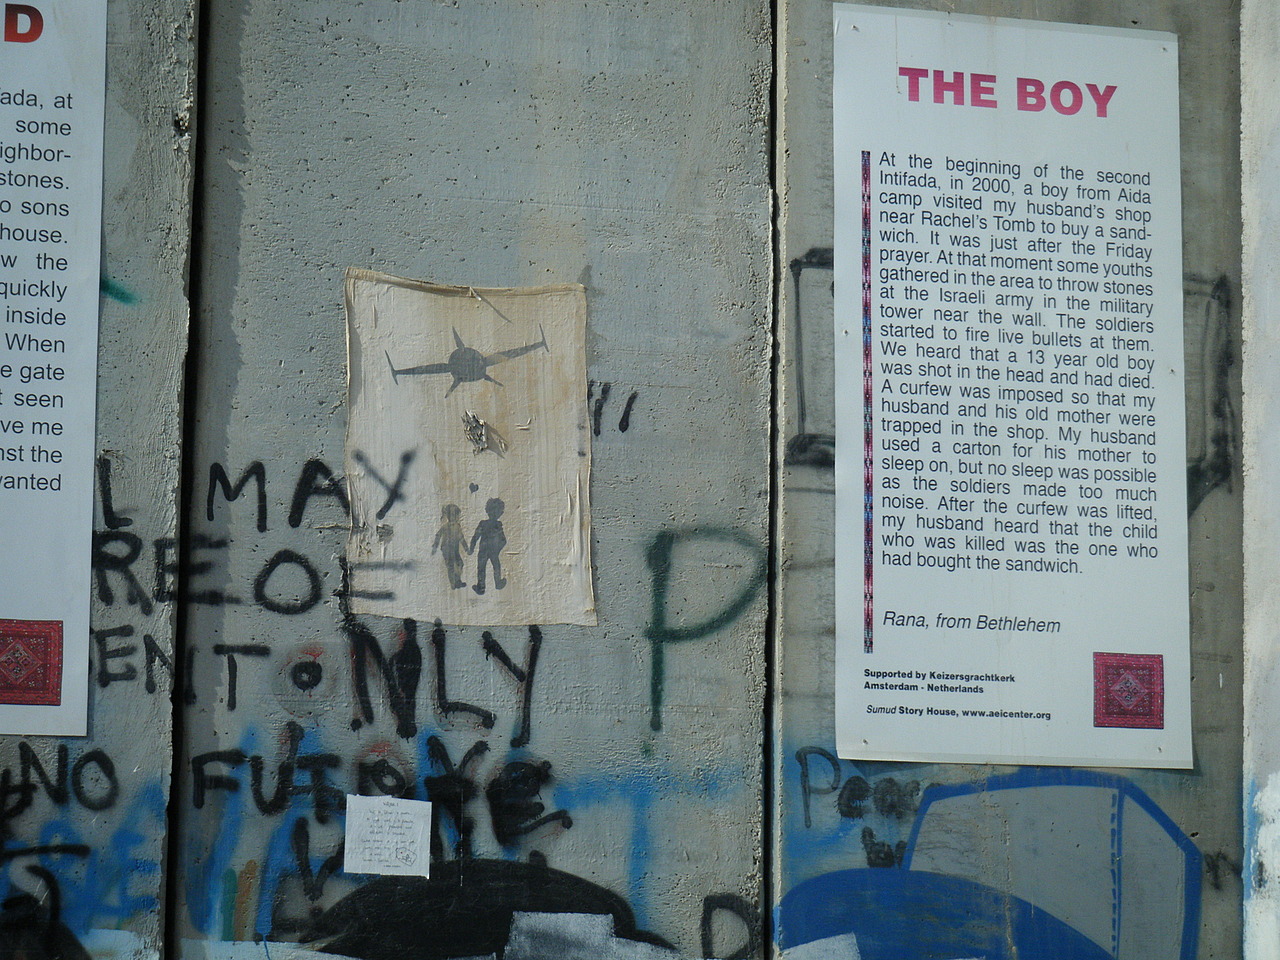 D
ada, at
some
ighbor-
stones.
o sons
house.
w the
quickly
inside
When
e gate
t seen
ve me
nst the
anted
THE BOY
At the beginning of the second
Intifada, in 2000, a boy from Aida
camp visited my husband's shop
near Rachel's Tomb to buy a sand-
wich. It was just after the Friday
prayer. At that moment some youths
gathered in the area to throw stones
at the Israeli army in the military
tower near the wall. The soldiers
started to fire live bullets at them.
We heard that a 13 year old boy
was shot in the head and had died.
A curfew was imposed so that my
husband and his old mother were
trapped in the shop. My husband
used a carton for his mother to
sleep on, but no sleep was possible
as the soldiers made too much
noise. After the curfew was lifted,
my husband heard that the child
who was killed was the one who
had bought the sandwich.
Rana, from Bethlehem
Supported by Keizersgrachtkerk
Amsterdam - Netherlands
Sumud Story House, www.aeicenter.org
L MAY
REOF
ENT ONLY
NO FUTURE
P